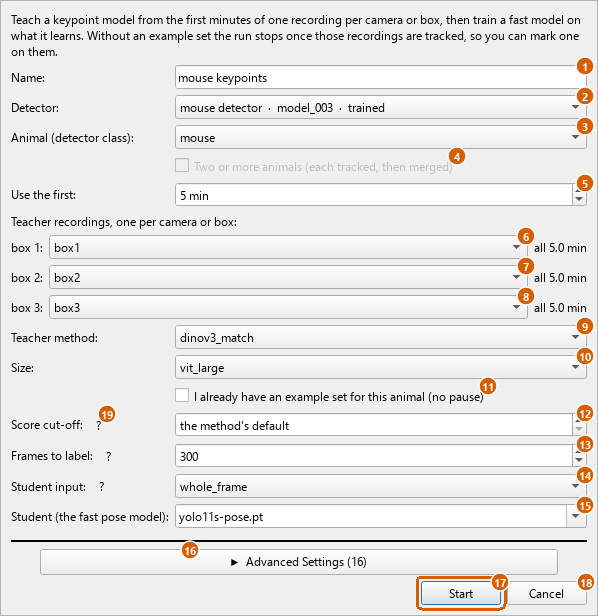 Teach a keypoint model from the first minutes of one recording per camera or box, then train a fast model on
what it learns. Without an example set the run stops once those recordings are tracked, so you can mark one
on them.
Name: mouse keypoints 1
Detector: mouse detector · model_003 · trained 2
Animal (detector class): mouse 3
Two or more animals (each tracked, then merged) 4
Use the first: 5 min 5
Teacher recordings, one per camera or box:
box 1: box1 6 all 5.0 min
box 2: box2 7 all 5.0 min
box 3: box3 8 all 5.0 min
Teacher method: dinov3_match 9
Size: vit_large 10
I already have an example set for this animal (no pause) 11
Score cut-off: ? 19 the method's default 12
Frames to label: ? 300 13
Student input: ? whole_frame 14
Student (the fast pose model): yolo11s-pose.pt 15
16 ► Advanced Settings (16)
Start 17 Cancel 18